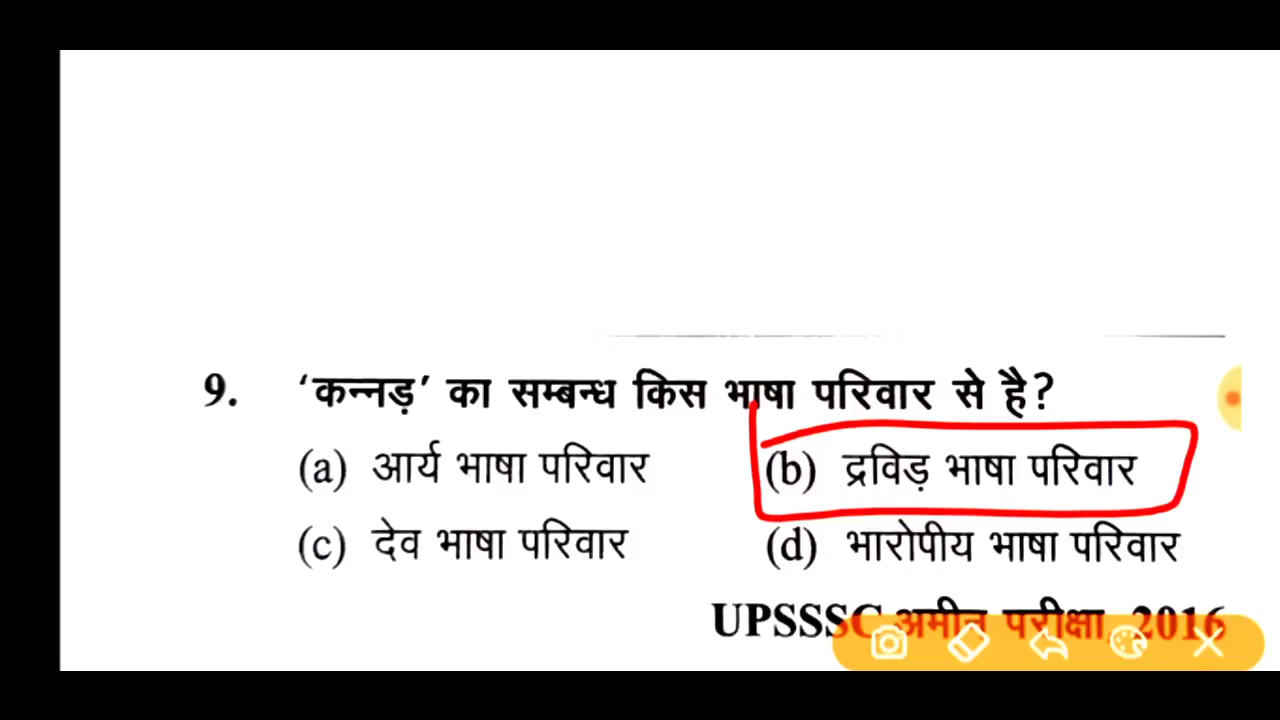 9. ‘कन्नड़’ का सम्बन्ध किस भाषा परिवार से है?
(a) आर्य भाषा परिवार (b) द्रविड़ भाषा परिवार
(c) देव भाषा परिवार (d) भारोपीय भाषा परिवार
UPSSSC अमीन परीक्षा, 2016